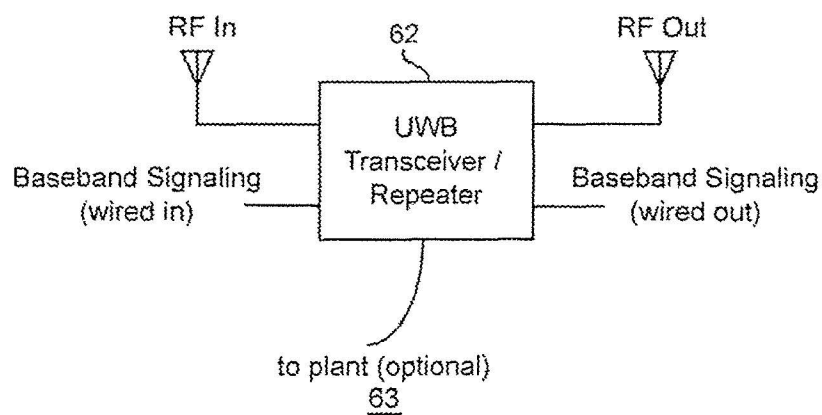 RF In
62
RF Out
UWB
Transceiver /
Repeater
Baseband Signaling
(wired in)
Baseband Signaling
(wired out)
to plant (optional)
63